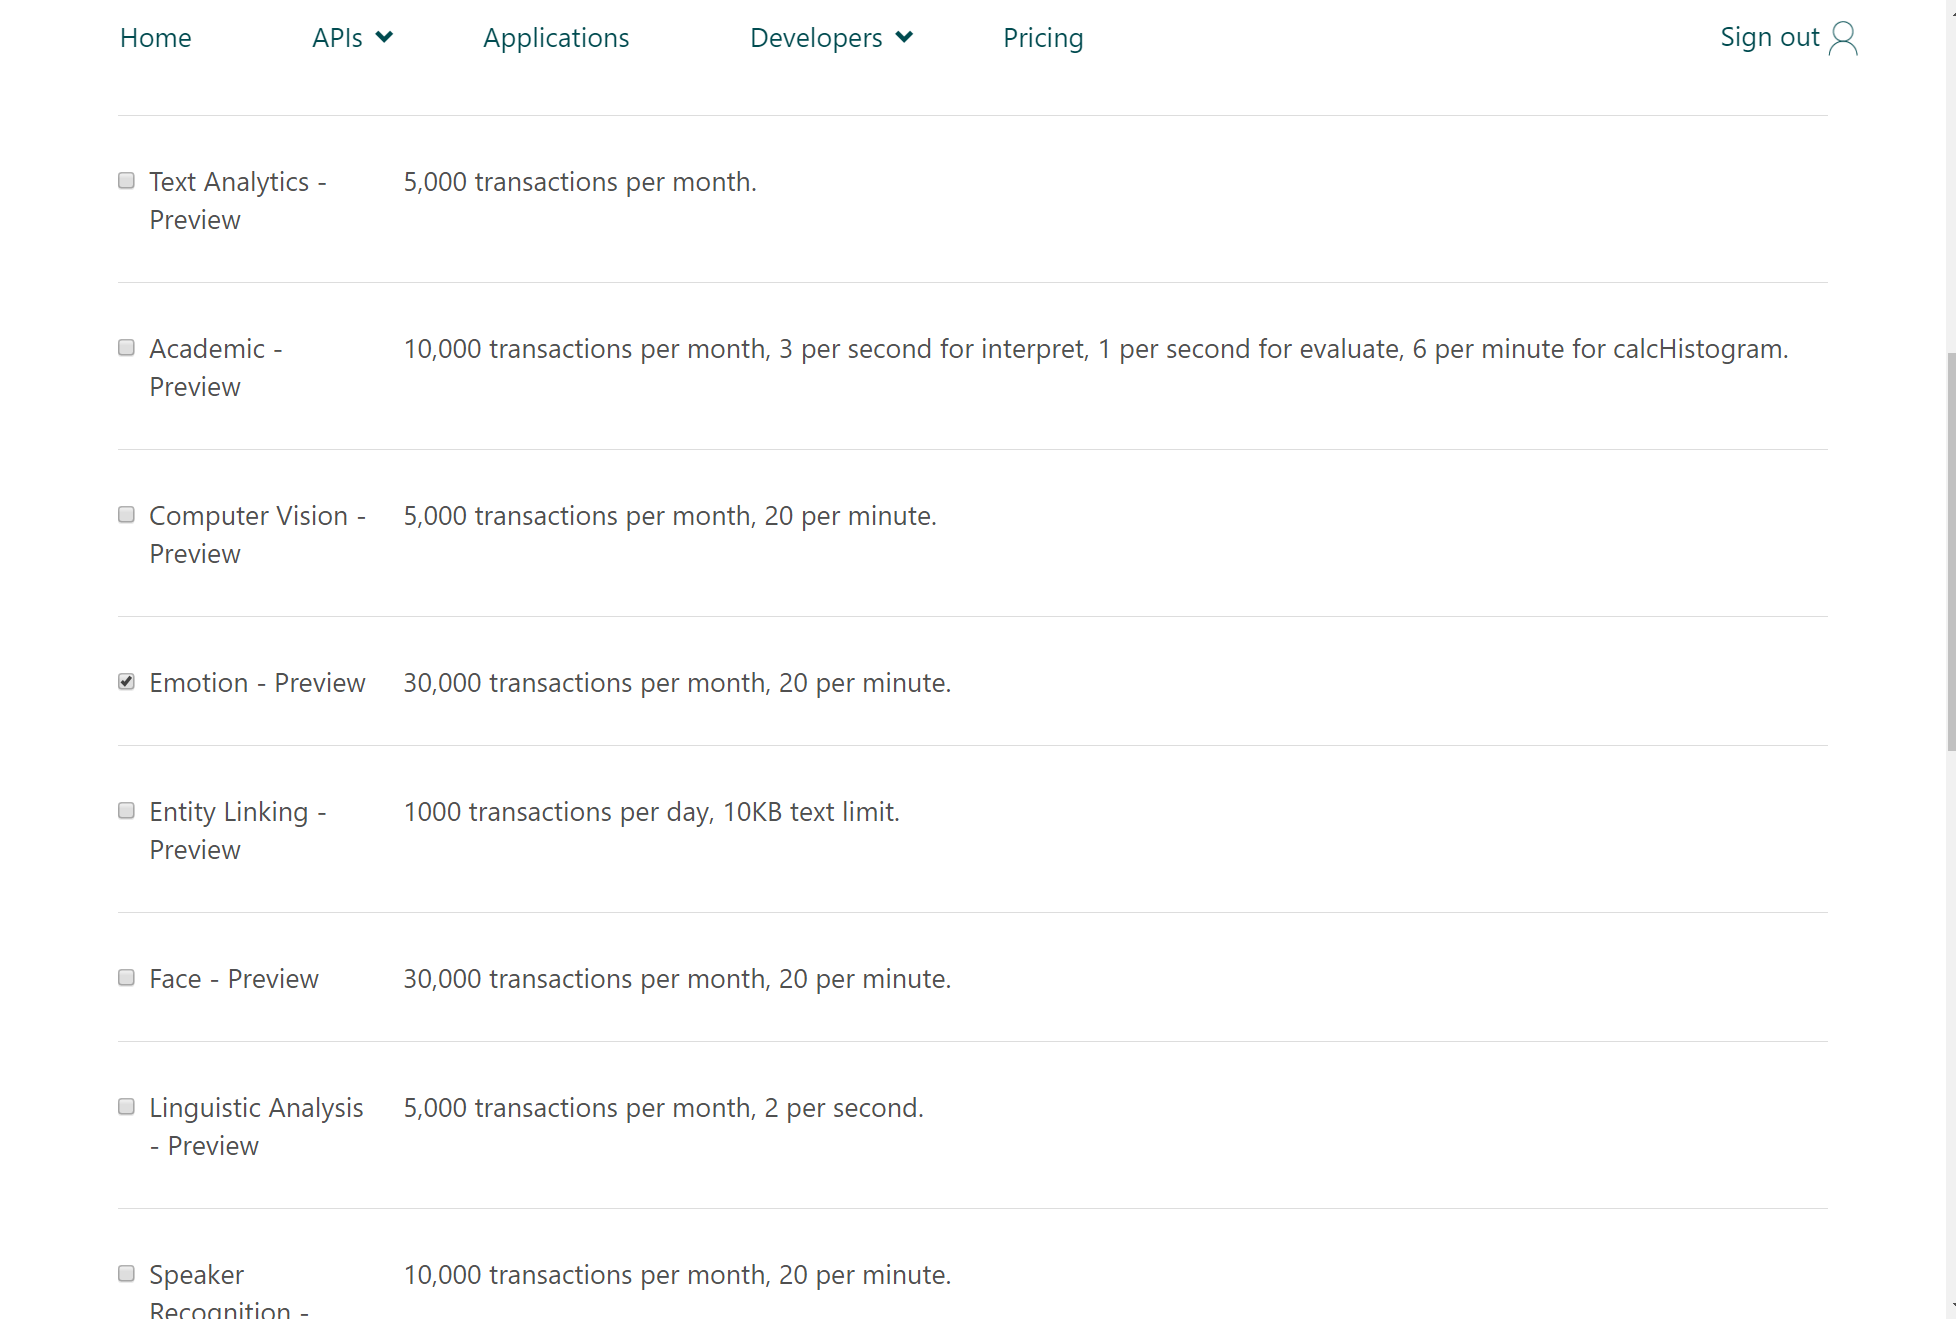 Home APIs Applications Developers Pricing Sign out
Text Analytics - 5,000 transactions per month.
Preview
Academic - 10,000 transactions per month, 3 per second for interpret, 1 per second for evaluate, 6 per minute for calcHistogram.
Preview
Computer Vision - 5,000 transactions per month, 20 per minute.
Preview
Emotion - Preview 30,000 transactions per month, 20 per minute.
Entity Linking - 1000 transactions per day, 10KB text limit.
Preview
Face - Preview 30,000 transactions per month, 20 per minute.
Linguistic Analysis 5,000 transactions per month, 2 per second.
- Preview
Speaker 10,000 transactions per month, 20 per minute.
Recognition -